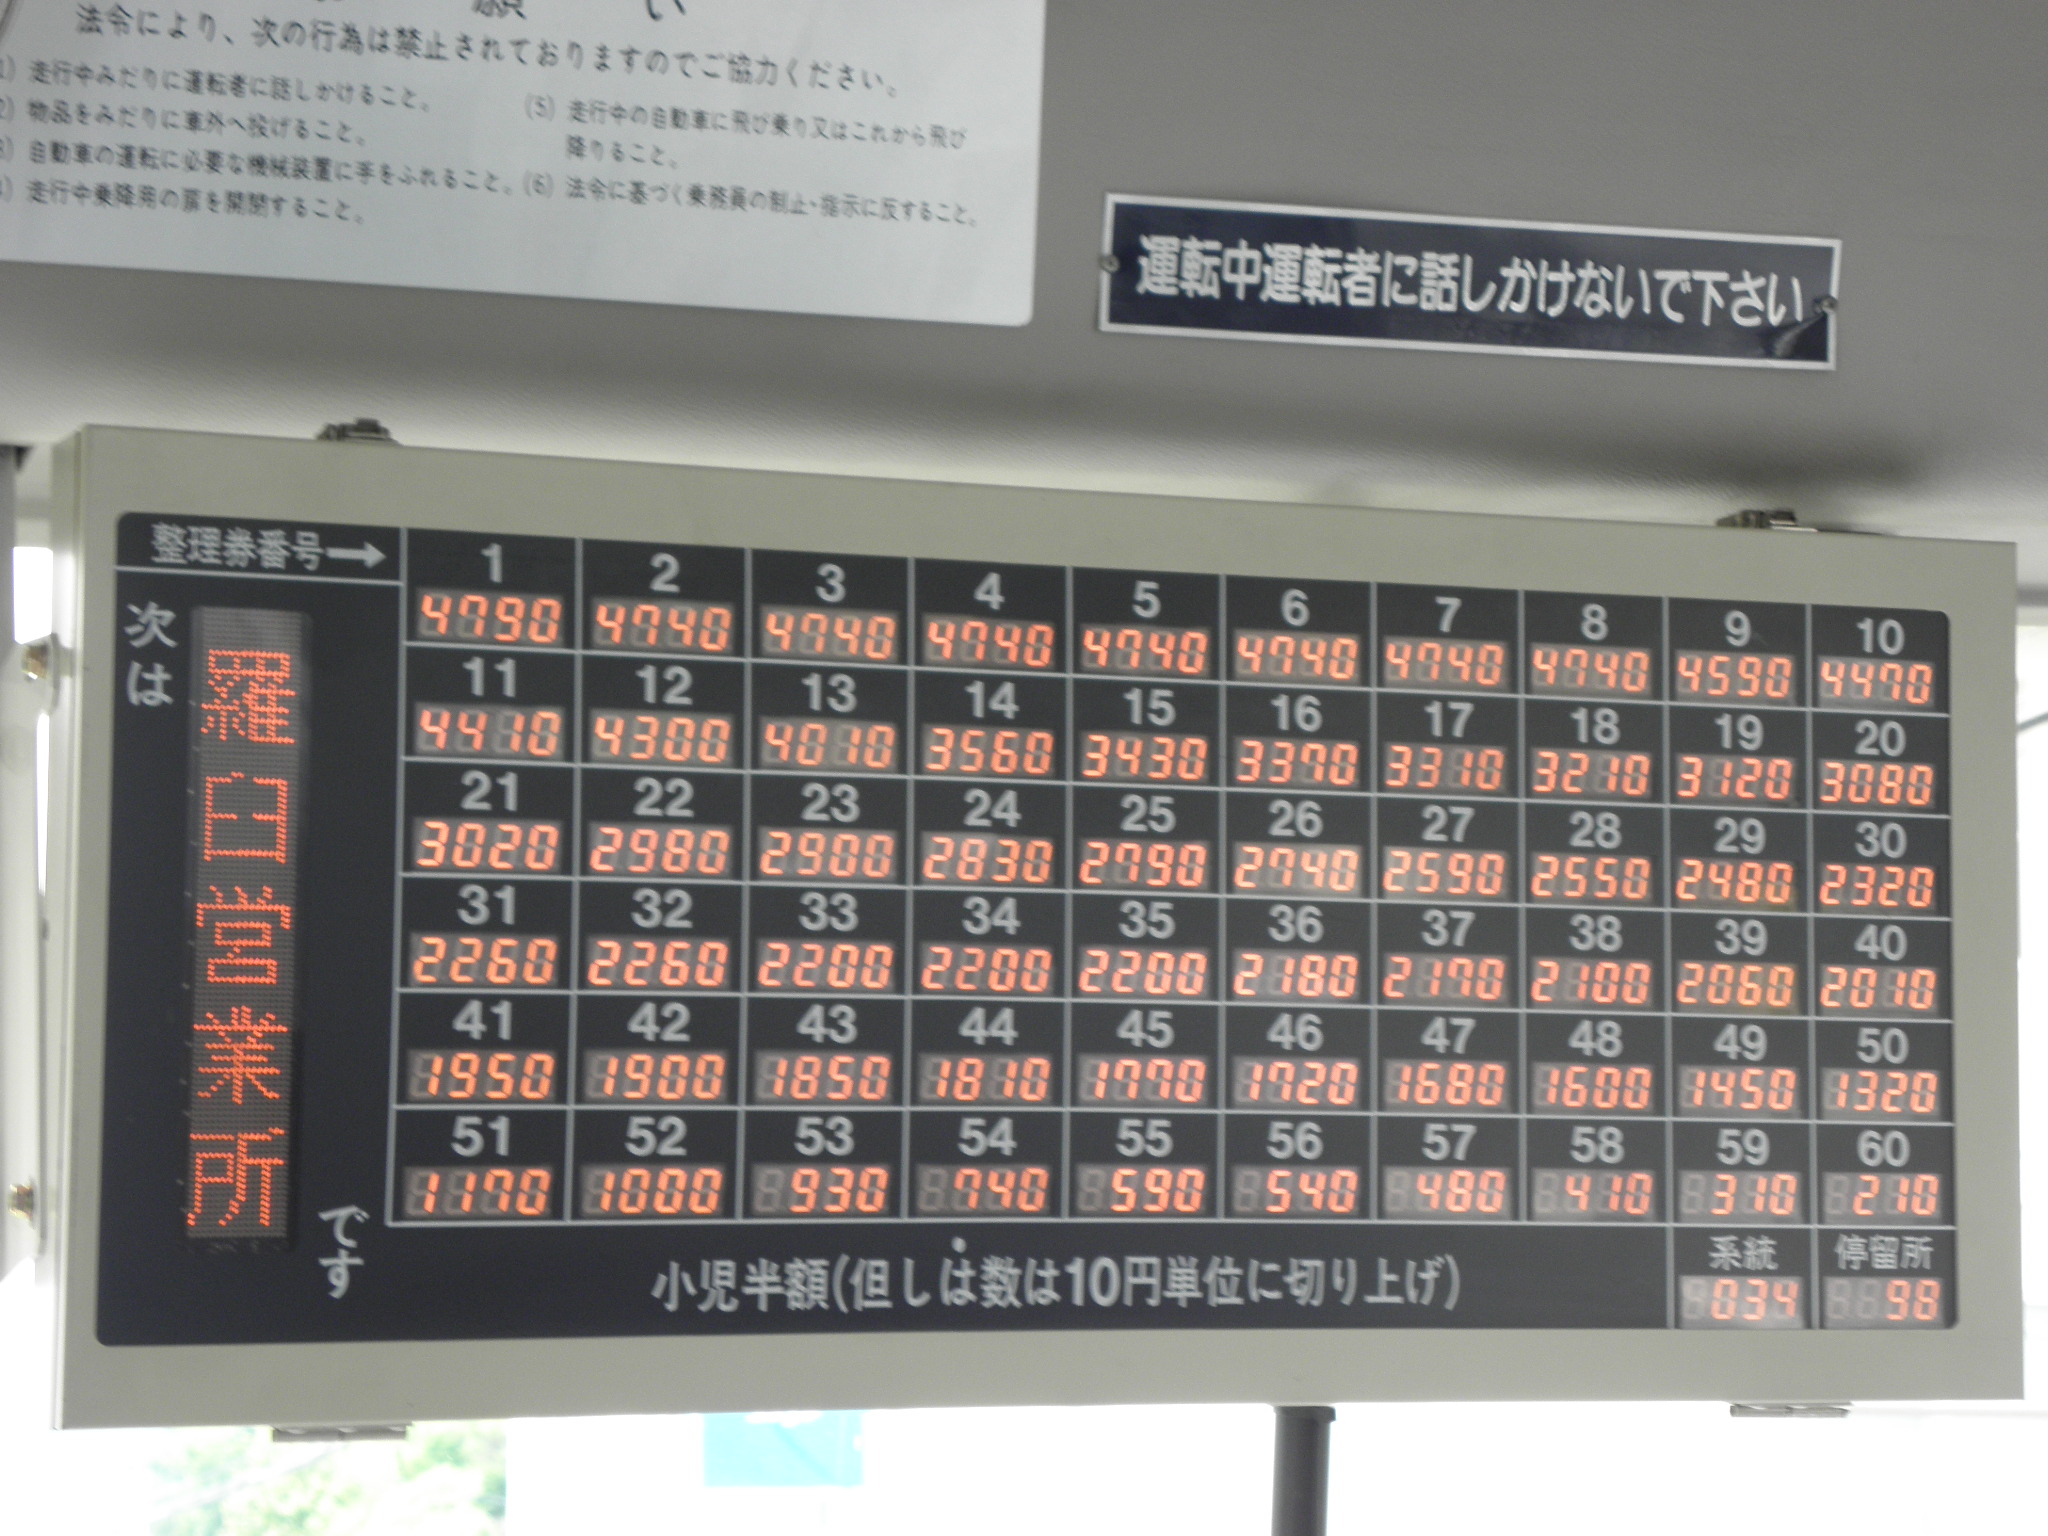 願い
法令により、次の行為は禁止されておりますのでご協力ください。
走行中みだりに運転者に話しかけること。
物品をみだりに車外へ投げること。
自動車の運転に必要な機械装置に手をふれること。
走行中乗降用の扉を開閉すること。
(5) 走行中の自動車に飛び乗り又はこれから飛び
降りること。
(6) 法令に基づく乗務員の制止・指示に反すること。
運転中運転者に話しかけないで下さい
整理券番号→
次は
羅臼営業所
です
1 2 3 4 5 6 7 8 9 10
4790 4740 4740 4740 4740 4740 4740 4740 4590 4470
11 12 13 14 15 16 17 18 19 20
4410 4300 4010 3560 3430 3370 3310 3210 3120 3080
21 22 23 24 25 26 27 28 29 30
3020 2980 2900 2830 2790 2740 2590 2550 2480 2320
31 32 33 34 35 36 37 38 39 40
2260 2260 2200 2200 2200 2180 2170 2100 2060 2010
41 42 43 44 45 46 47 48 49 50
1950 1900 1850 1810 1770 1720 1680 1600 1450 1320
51 52 53 54 55 56 57 58 59 60
1170 1000 930 740 590 540 480 410 310 210
小児半額(但しは数は10円単位に切り上げ)
系統 停留所
034 98